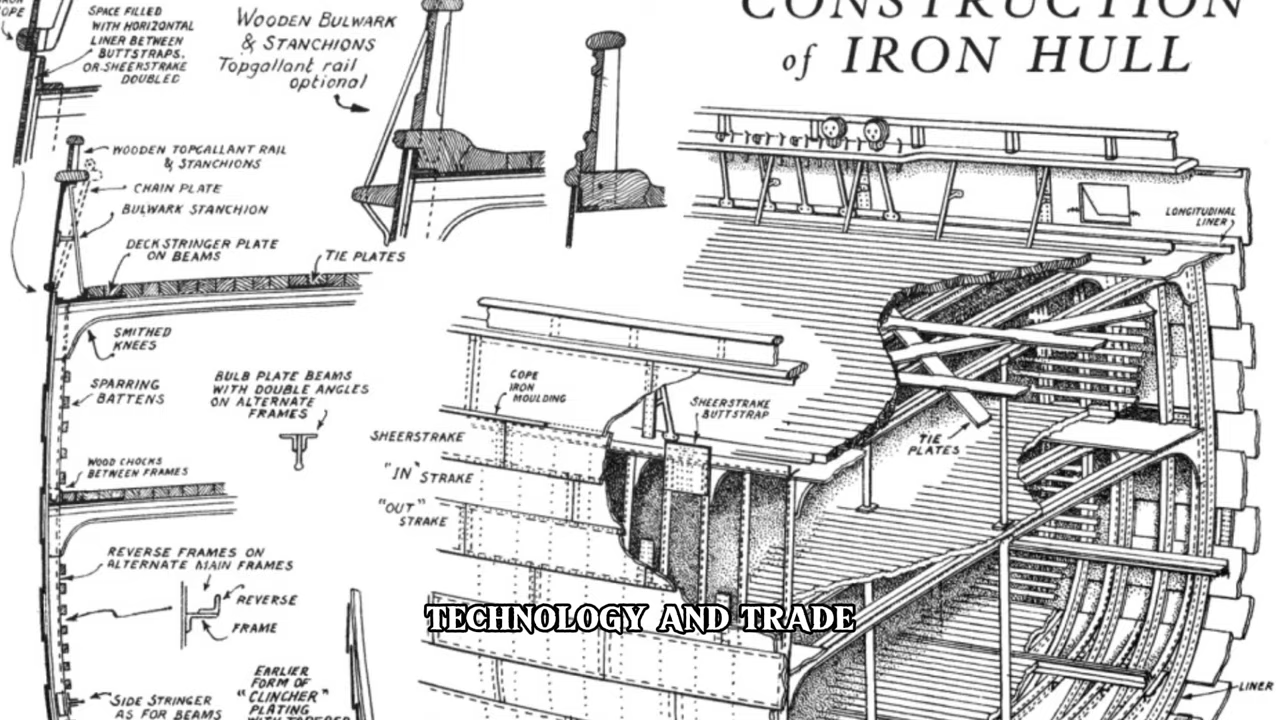 CONSTRUCTION
of IRON HULL
SPACE FILLED
WITH HORIZONTAL
LINER BETWEEN
BUTTSTRAPS,
OR SHEERSTRAKE
DOUBLED
WOODEN BULWARK
& STANCHIONS
Topgallant rail
optional
WOODEN TOPGALLANT RAIL
& STANCHIONS
CHAIN PLATE
BULWARK STANCHION
DECK STRINGER PLATE
ON BEAMS
TIE PLATES
SMITHED
KNEES
SPARRING
BATTENS
BULB PLATE BEAMS
WITH DOUBLE ANGLES
ON ALTERNATE
FRAMES
WOOD CHOCKS
BETWEEN FRAMES
REVERSE FRAMES ON
ALTERNATE MAIN FRAMES
REVERSE
FRAME
SIDE STRINGER
AS FOR BEAMS
EARLIER
FORM OF
"CLINCHER"
PLATING
WITH TAPERED
COPE
IRON
MOULDING
SHEERSTRAKE
BUTTSTRAP
SHEERSTRAKE
"IN"
STRAKE
"OUT"
STRAKE
TIE
PLATES
LONGITUDINAL
LINER
LINER
TECHNOLOGY AND TRADE